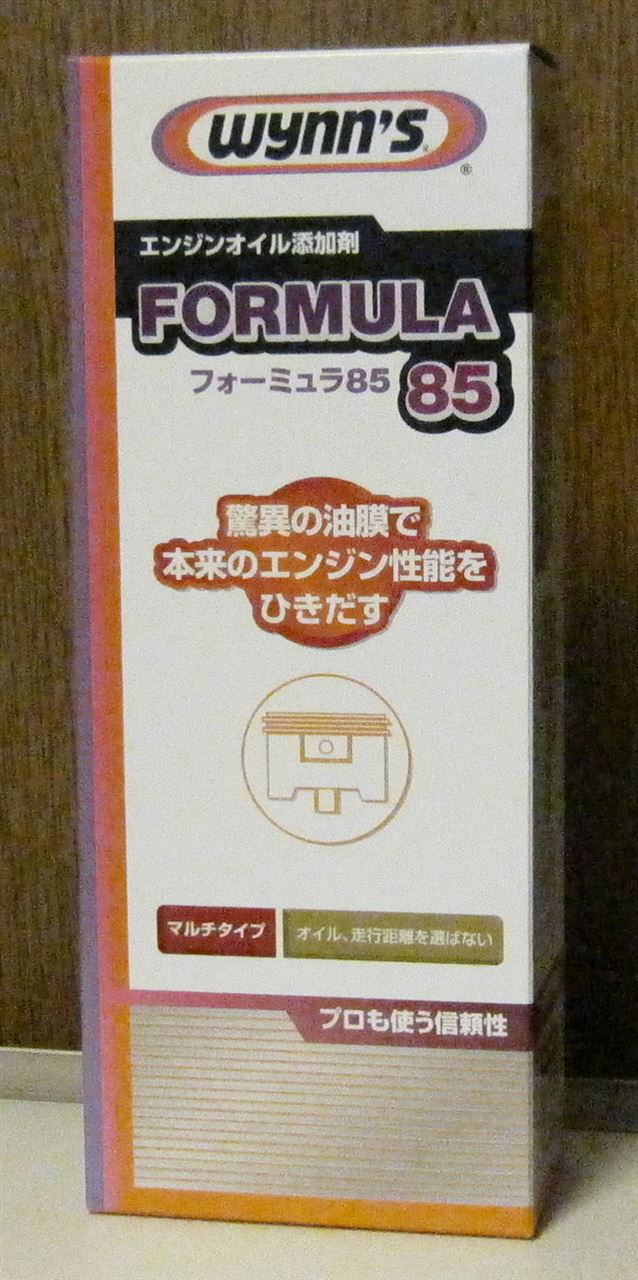 wynn's®
®
エンジンオイル添加剤
FORMULA
フォーミュラ85 85
驚異の油膜で
本来のエンジン性能を
ひきだす
マルチタイプ オイル、走行距離を選ばない
プロも使う信頼性